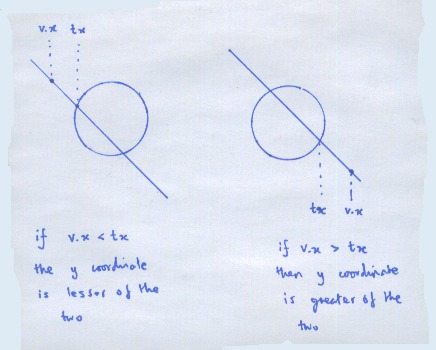 v.x tx
tx v.x
if v.x < tx
the y coordinate
is lesser of the
two
if v.x > tx
then y coordinate
is greater of the
two